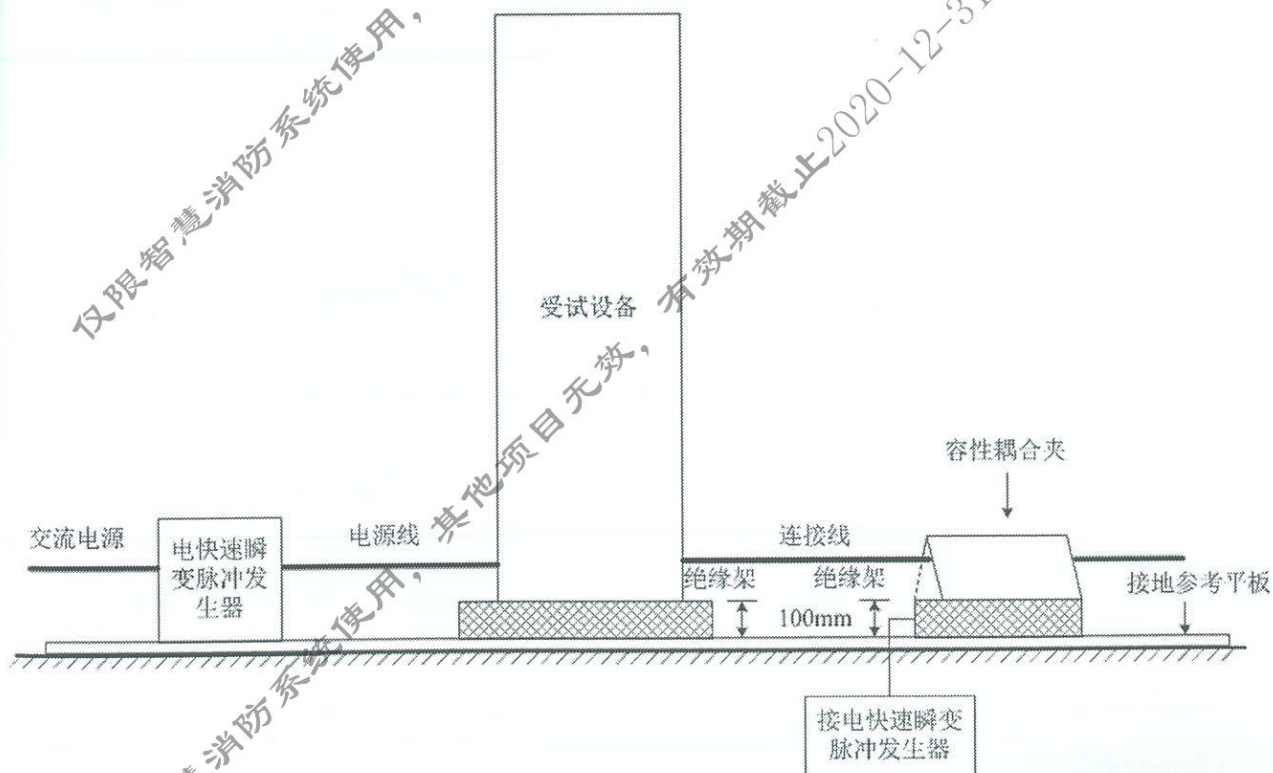 仅限智慧消防系统使用，
有效期截止2020-12-31
受试设备
其他项目无效，
容性耦合夹
交流电源
电快速瞬
变脉冲发
生器
电源线
连接线
绝缘架
绝缘架
100mm
接地参考平板
接电快速瞬变
脉冲发生器
消防系统使用，